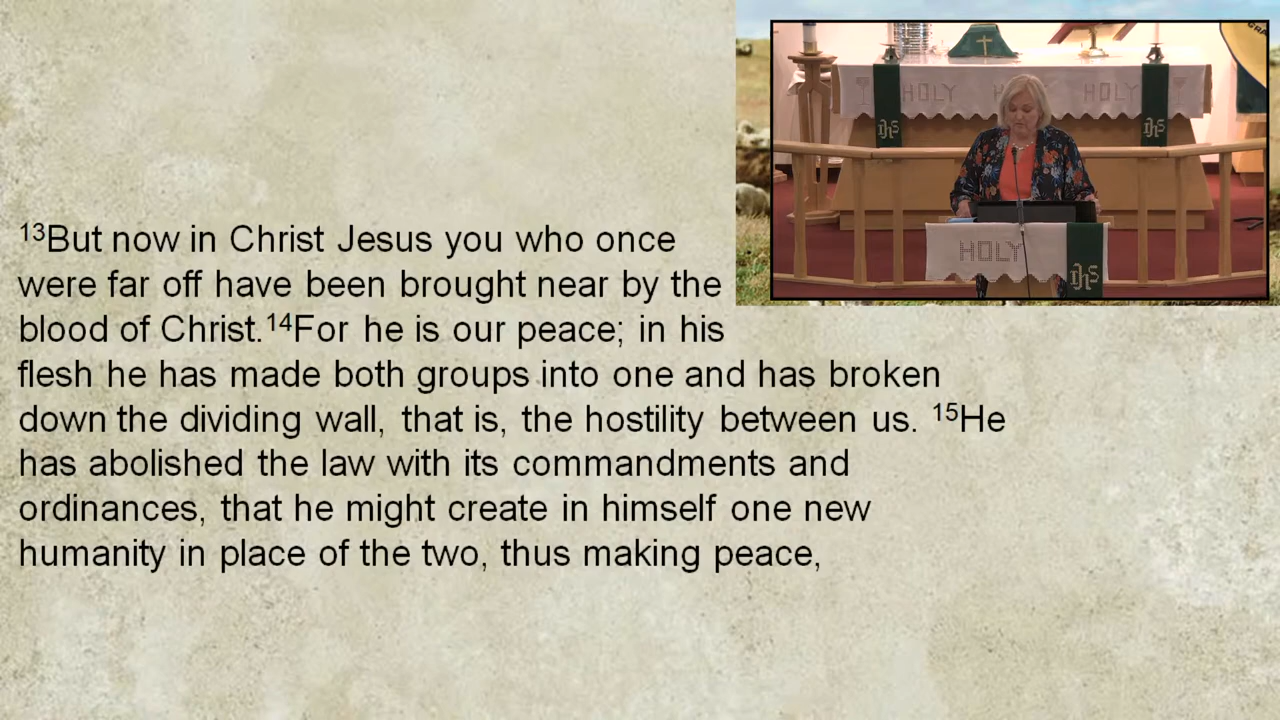 ¹³But now in Christ Jesus you who once
were far off have been brought near by the
blood of Christ.¹⁴For he is our peace; in his
flesh he has made both groups into one and has broken
down the dividing wall, that is, the hostility between us. ¹⁵He
has abolished the law with its commandments and
ordinances, that he might create in himself one new
humanity in place of the two, thus making peace,
HOLY HOLY
IHS IHS
HOLY
IHS